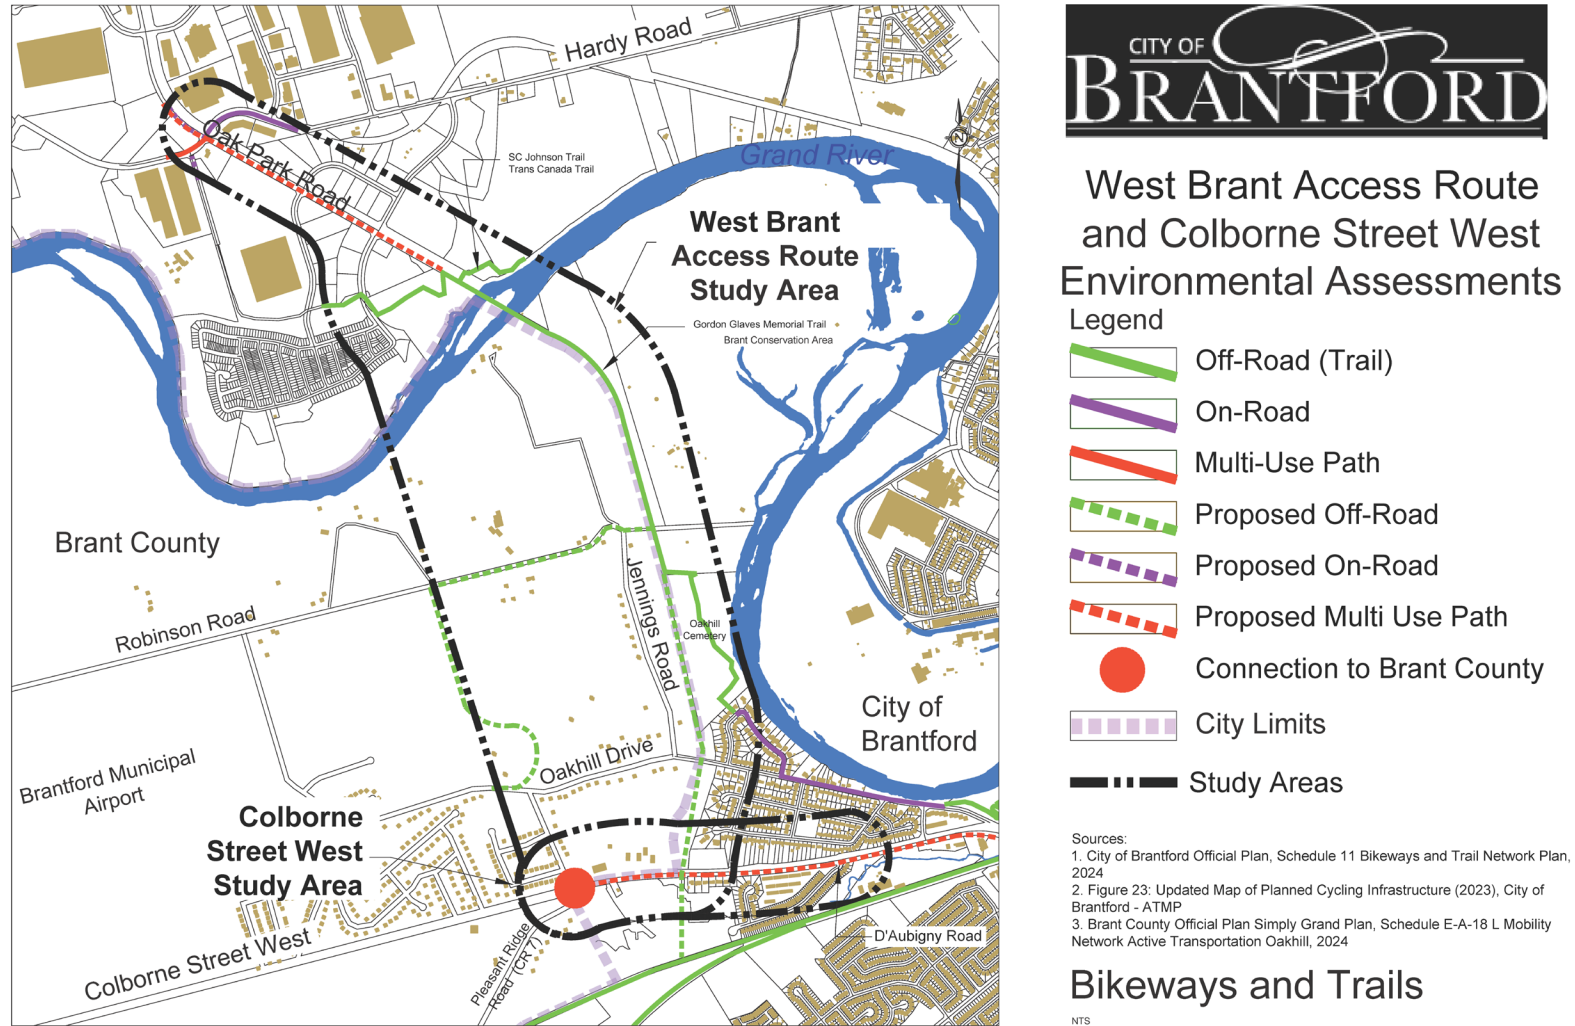 Hardy Road
Oak Park Road
SC Johnson Trail
Trans Canada Trail
Grand River
N
West Brant
Access Route
Study Area
Gordon Glaves Memorial Trail
Brant Conservation Area
Brant County
Robinson Road
Jennings Road
Oakhill
Cemetery
City of
Brantford
Oakhill Drive
Brantford Municipal
Airport
Colborne
Street West
Study Area
Colborne Street West
Pleasant Ridge
Road (CR 7)
D'Aubigny Road
CITY OF
BRANTFORD
West Brant Access Route
and Colborne Street West
Environmental Assessments
Legend
Off-Road (Trail)
On-Road
Multi-Use Path
Proposed Off-Road
Proposed On-Road
Proposed Multi Use Path
Connection to Brant County
City Limits
Study Areas
Sources:
1. City of Brantford Official Plan, Schedule 11 Bikeways and Trail Network Plan,
2024
2. Figure 23: Updated Map of Planned Cycling Infrastructure (2023), City of
Brantford - ATMP
3. Brant County Official Plan Simply Grand Plan, Schedule E-A-18 L Mobility
Network Active Transportation Oakhill, 2024
Bikeways and Trails
NTS